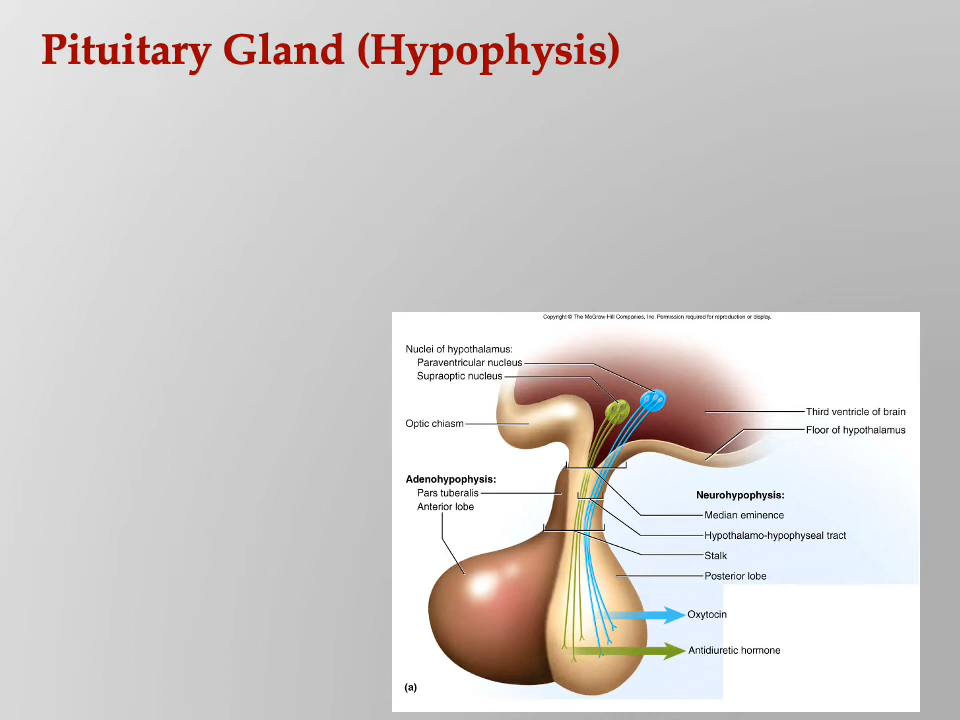 Pituitary Gland (Hypophysis)
Copyright © The McGraw-Hill Companies, Inc. Permission required for reproduction or display.
Nuclei of hypothalamus:
Paraventricular nucleus
Supraoptic nucleus
Optic chiasm
Third ventricle of brain
Floor of hypothalamus
Adenohypophysis:
Pars tuberalis
Anterior lobe
Neurohypophysis:
Median eminence
Hypothalamo-hypophyseal tract
Stalk
Posterior lobe
Oxytocin
Antidiuretic hormone
(a)